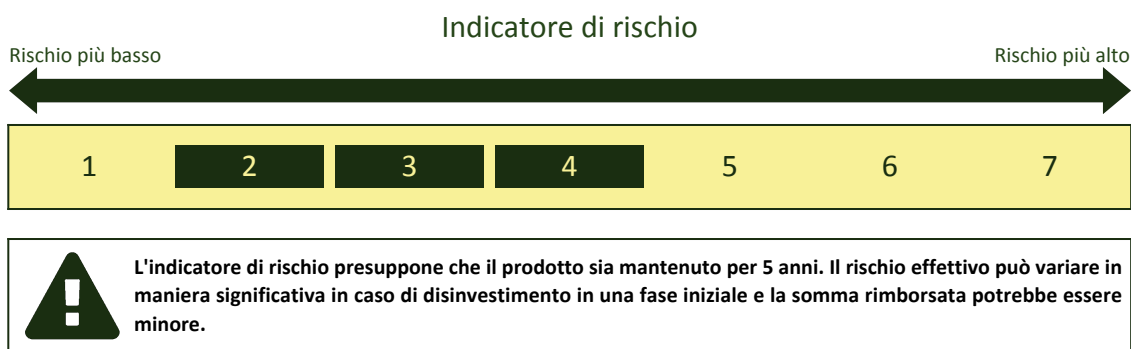 Indicatore di rischio
Rischio più basso
Rischio più alto
1 2 3 4 5 6 7
L'indicatore di rischio presuppone che il prodotto sia mantenuto per 5 anni. Il rischio effettivo può variare in
maniera significativa in caso di disinvestimento in una fase iniziale e la somma rimborsata potrebbe essere
minore.